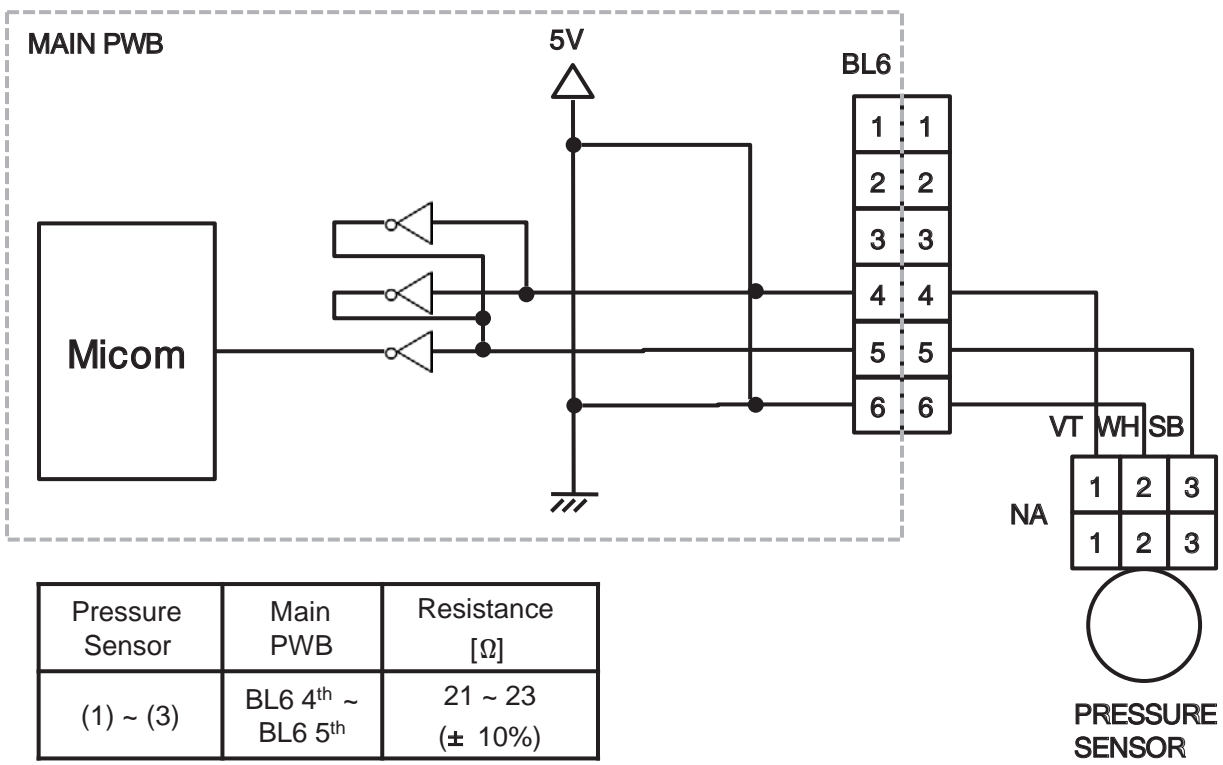 MAIN PWB
5V
BL6
1 1
2 2
3 3
Micom
4 4
5 5
6 6
VT WH SB
NA
1 2 3
1 2 3
PRESSURE
SENSOR
Pressure Sensor
Main PWB
Resistance [Ω]
(1) ~ (3)
BL6 4th ~
BL6 5th
21 ~ 23
(± 10%)